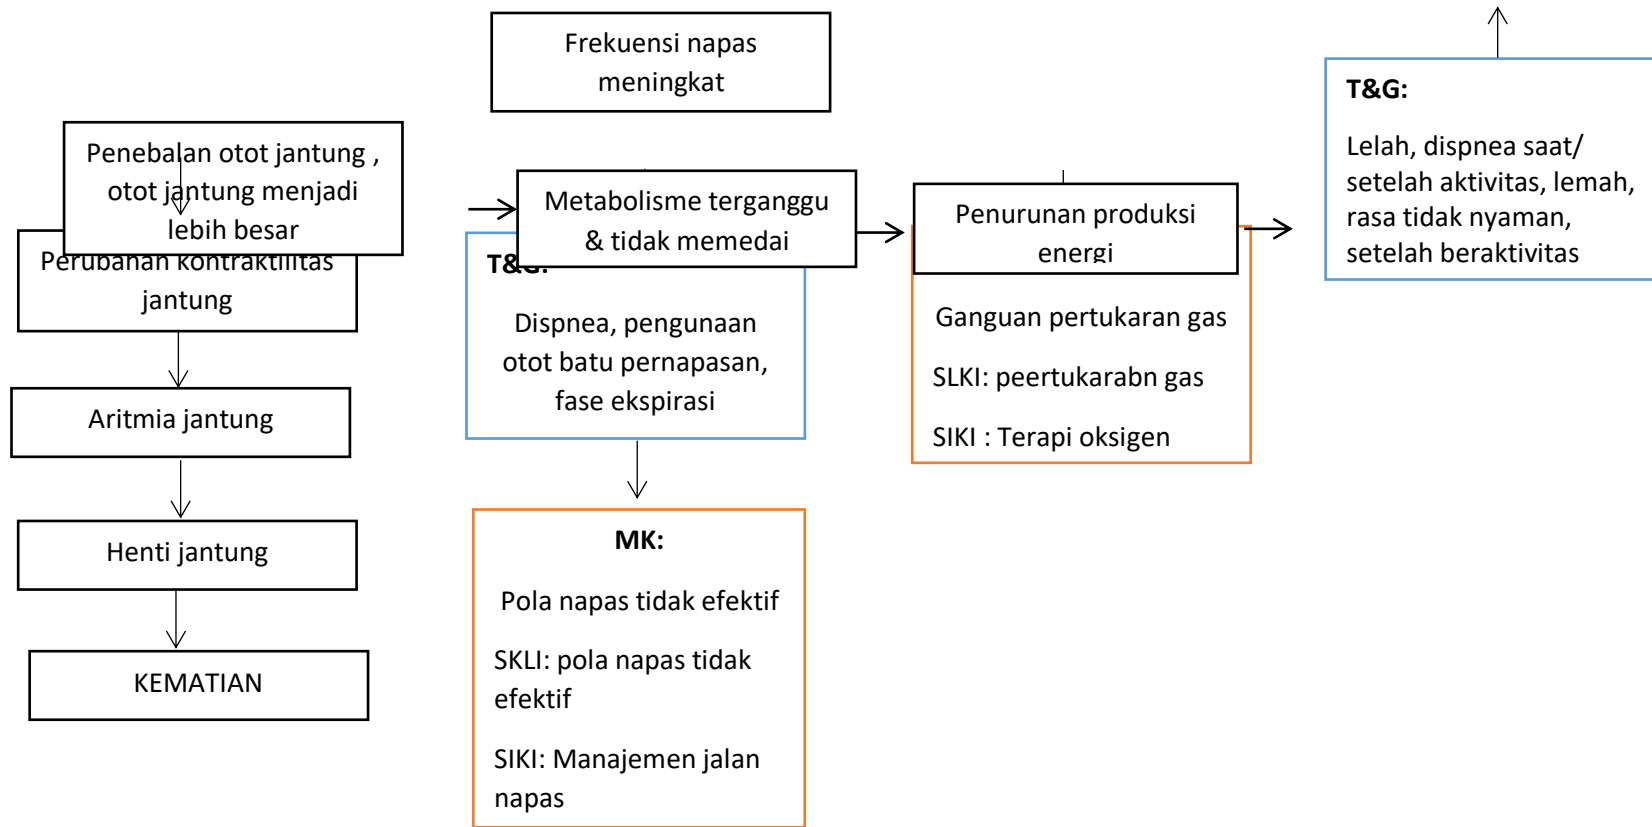 Frekuensi napas
meningkat
Penebalan otot jantung ,
otot jantung menjadi
lebih besar
Perubahan kontraktilitas
jantung
Aritmia jantung
Henti jantung
KEMATIAN
Metabolisme terganggu
& tidak memedai
T&G:
Dispnea, pengunaan
otot batu pernapasan,
fase ekspirasi
MK:
Pola napas tidak efektif
SKLI: pola napas tidak
efektif
SIKI: Manajemen jalan
napas
Penurunan produksi
energi
Ganguan pertukaran gas
SLKI: peertukarabn gas
SIKI : Terapi oksigen
T&G:
Lelah, dispnea saat/
setelah aktivitas, lemah,
rasa tidak nyaman,
setelah beraktivitas